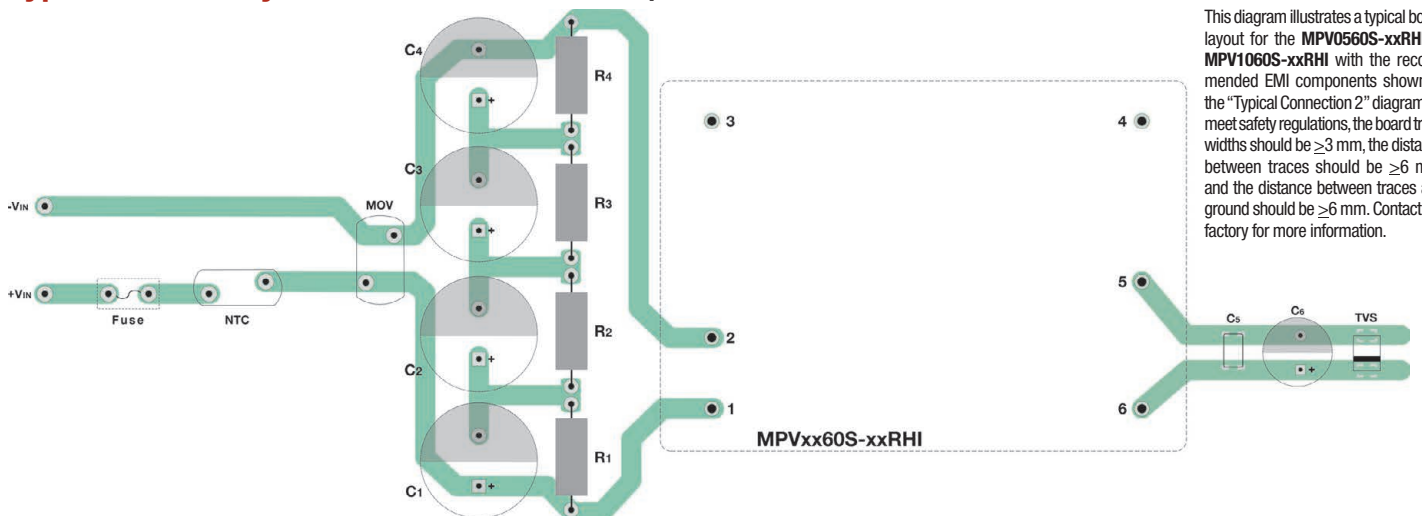 This diagram illustrates a typical
layout for the MPV0560S-xxRHI
MPV1060S-xxRHI with the
mended EMI components shown
the "Typical Connection 2" diagram
meet safety regulations, the board
widths should be ≥3 mm, the
between traces should be ≥6
and the distance between traces
ground should be ≥6 mm. Contact
factory for more information.
C4
R4
+
3
4
C3
R3
-VIN
MOV
+
5
+VIN
Fuse
NTC
C5
C6
TVS
R2
2
+
C2
+
1
6
MPVxx60S-xxRHI
R1
C1
+